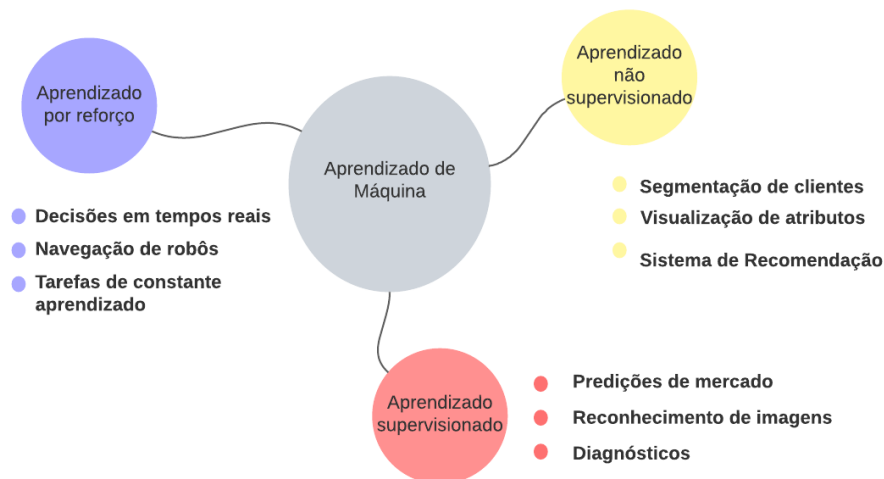 Aprendizado
por reforço
Decisões em tempos reais
Navegação de robôs
Tarefas de constante
aprendizado
Aprendizado de
Máquina
Aprendizado
não
supervisionado
Segmentação de clientes
Visualização de atributos
Sistema de Recomendação
Aprendizado
supervisionado
Predições de mercado
Reconhecimento de imagens
Diagnósticos